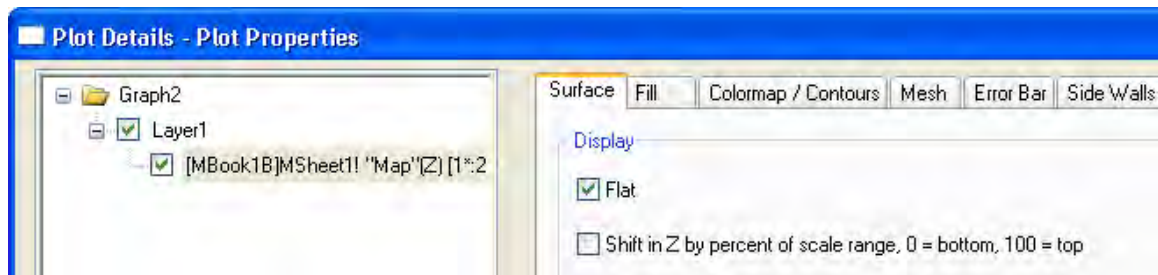 Plot Details - Plot Properties
Graph2
Layer1
[MBook1B]MSheet1! "Map"(Z) [1*:2
Surface Fill Colormap / Contours Mesh Error Bar Side Walls
Display
Flat
Shift in Z by percent of scale range, 0 = bottom, 100 = top